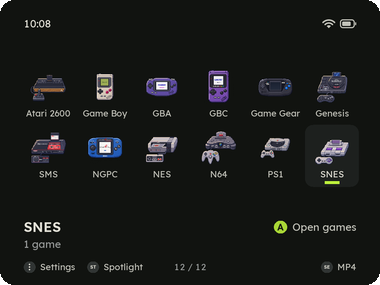 10:08
Atari 2600 Game Boy GBA GBC Game Gear Genesis
SMS NGPC NES N64 PS1 SNES
SNES
A Open games
1 game
Settings ST Spotlight 12 / 12 SE MP4